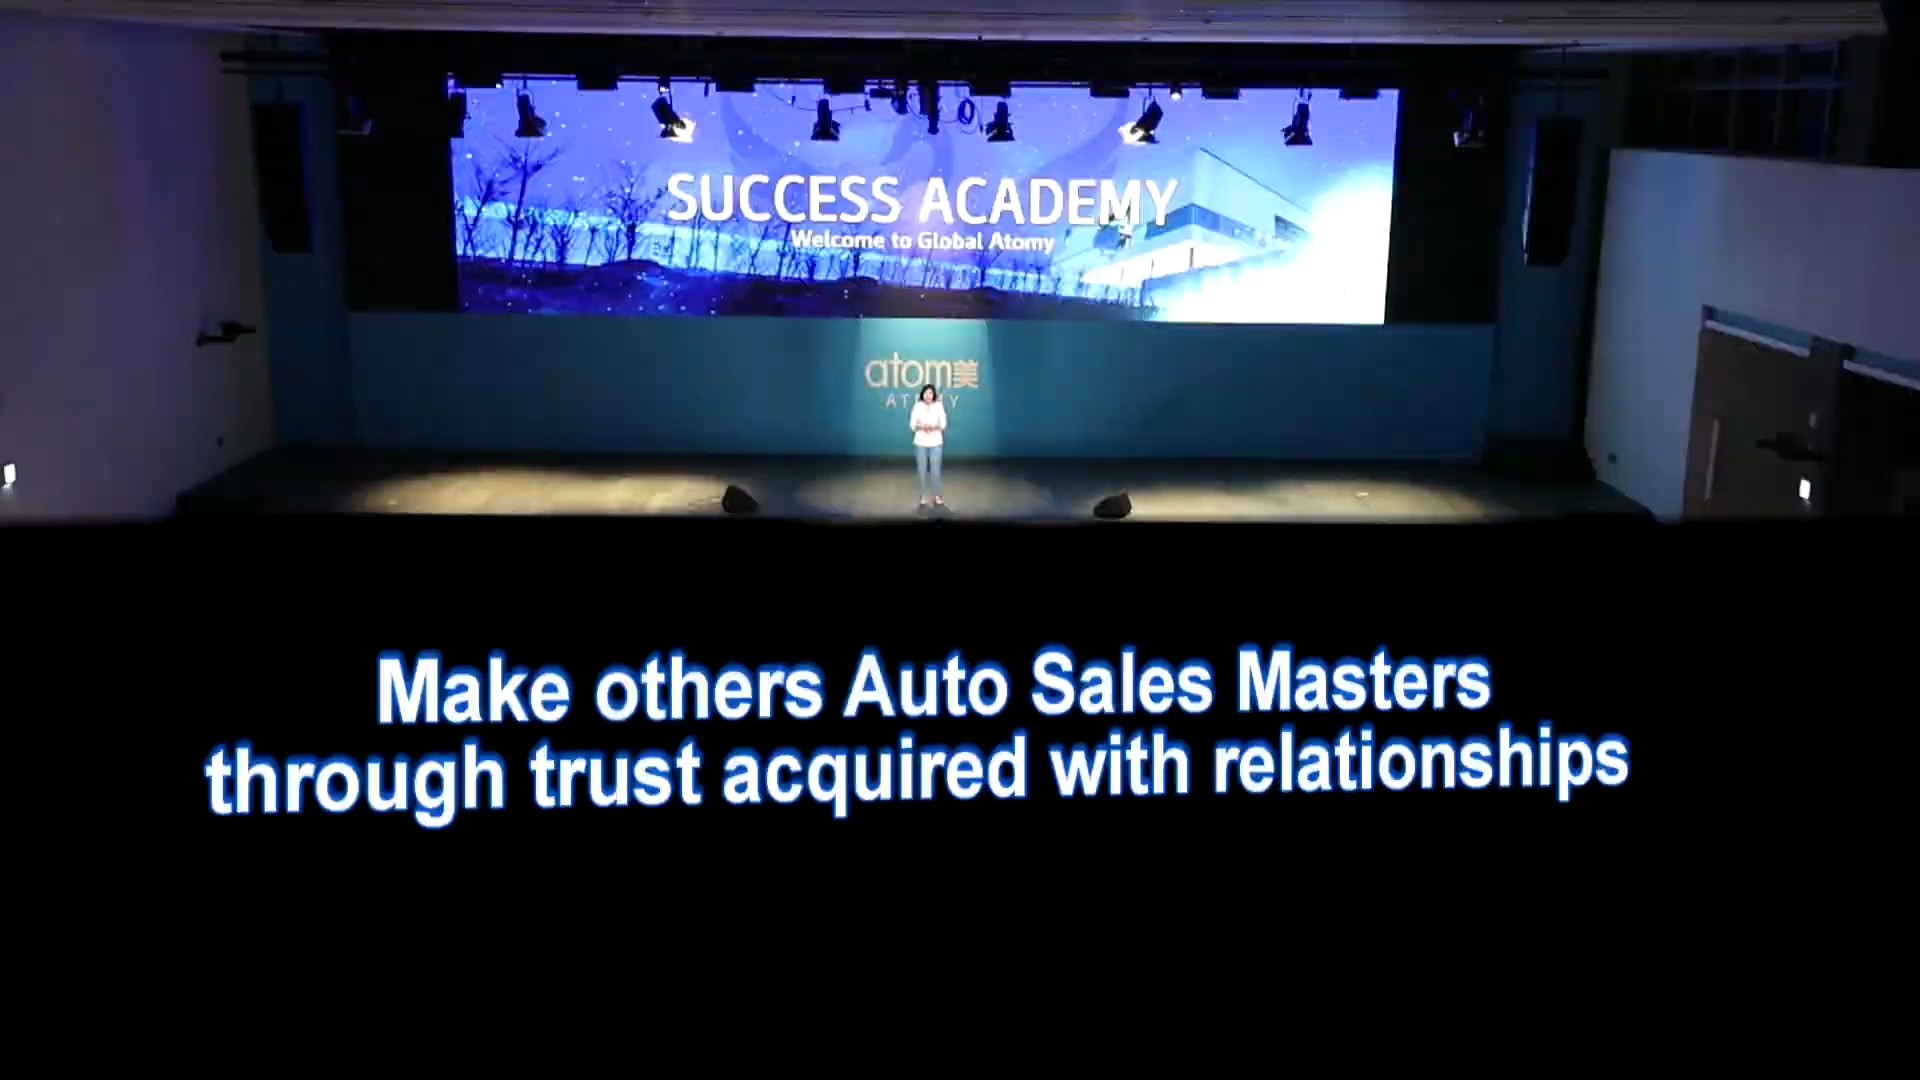 SUCCESS ACADEMY
Welcome to Global Atomy
atom美
ATOMY
Make others Auto Sales Masters
through trust acquired with relationships